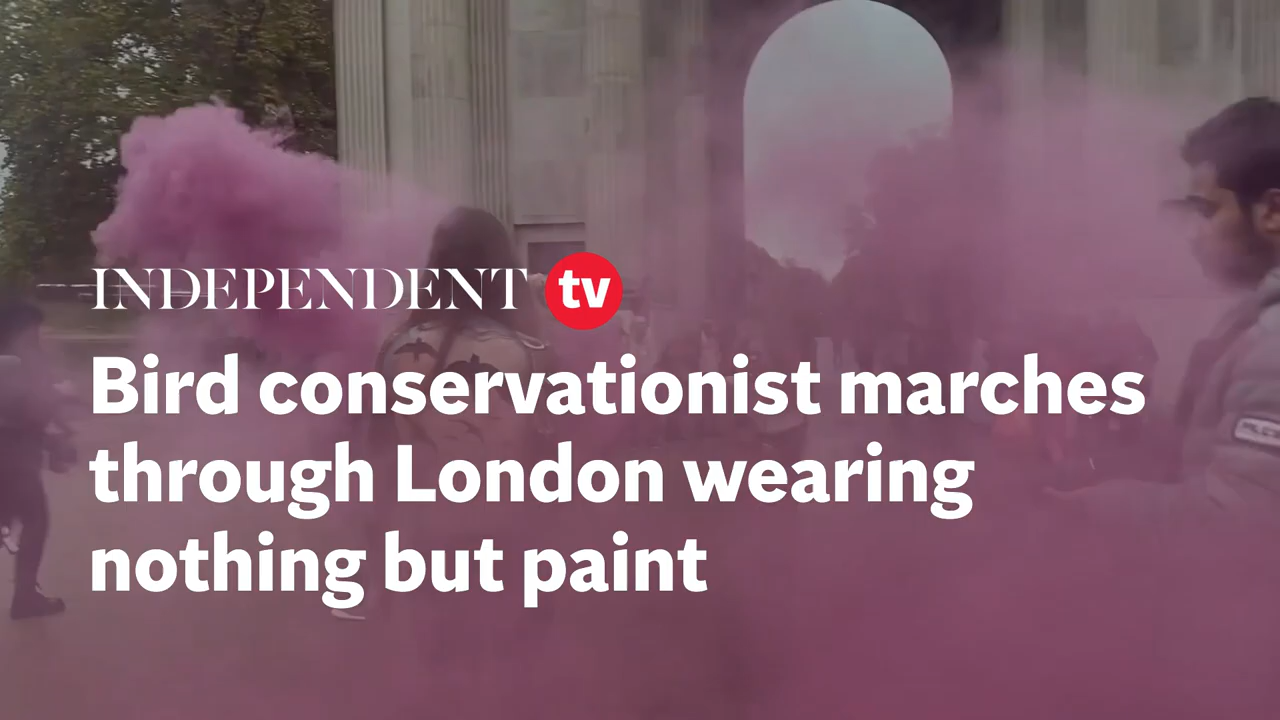 INDEPENDENT tv
Bird conservationist marches
through London wearing
nothing but paint